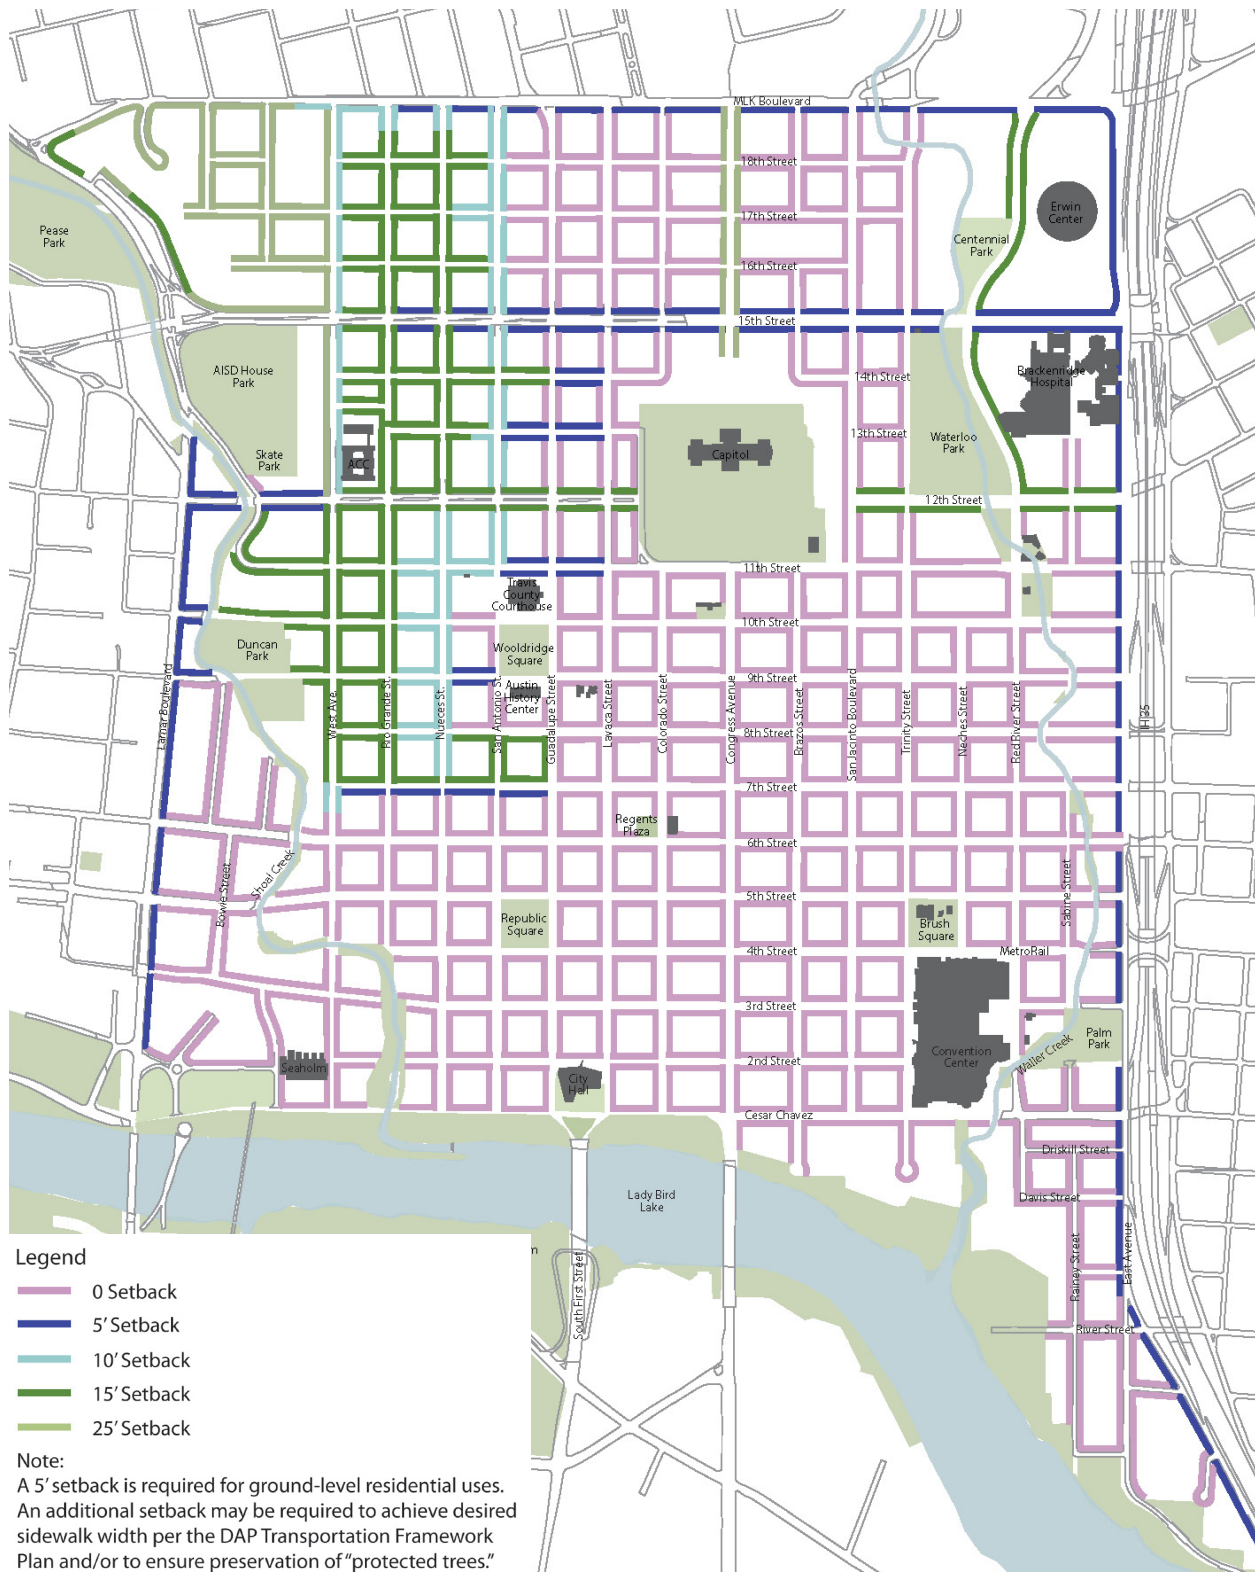 MLK Boulevard
18th Street
Erwin
Center
17th Street
Pease
Park
Centennial
Park
16th Street
15th Street
AISD House
Park
14th Street
Brackenridge
Hospital
13th Street
Waterloo
Park
Skate
Park
ACC
Capitol
12th Street
11th Street
Travis
County
Courthouse
10th Street
Duncan
Park
Wooldridge
Square
9th Street
Austin
History
Center
Lamar Boulevard
West Ave.
Rio Grande St.
Nueces St.
San Antonio St.
Guadalupe Street
Lavaca Street
Colorado Street
Congress Avenue
Brazos Street
San Jacinto Boulevard
Trinity Street
Neches Street
Red River Street
IH 35
8th Street
7th Street
Regents
Plaza
6th Street
Bowie Street
Shoal Creek
Sabine Street
5th Street
Republic
Square
Brush
Square
4th Street
MetroRail
3rd Street
Palm
Park
2nd Street
Convention
Center
Waller Creek
Seaholm
City
Hall
Cesar Chavez
Driskill Street
Davis Street
Lady Bird
Lake
South First Street
Rainey Street
East Avenue
River Street
m
Legend
0 Setback
5' Setback
10' Setback
15' Setback
25' Setback
Note:
A 5' setback is required for ground-level residential uses.
An additional setback may be required to achieve desired
sidewalk width per the DAP Transportation Framework
Plan and/or to ensure preservation of "protected trees."